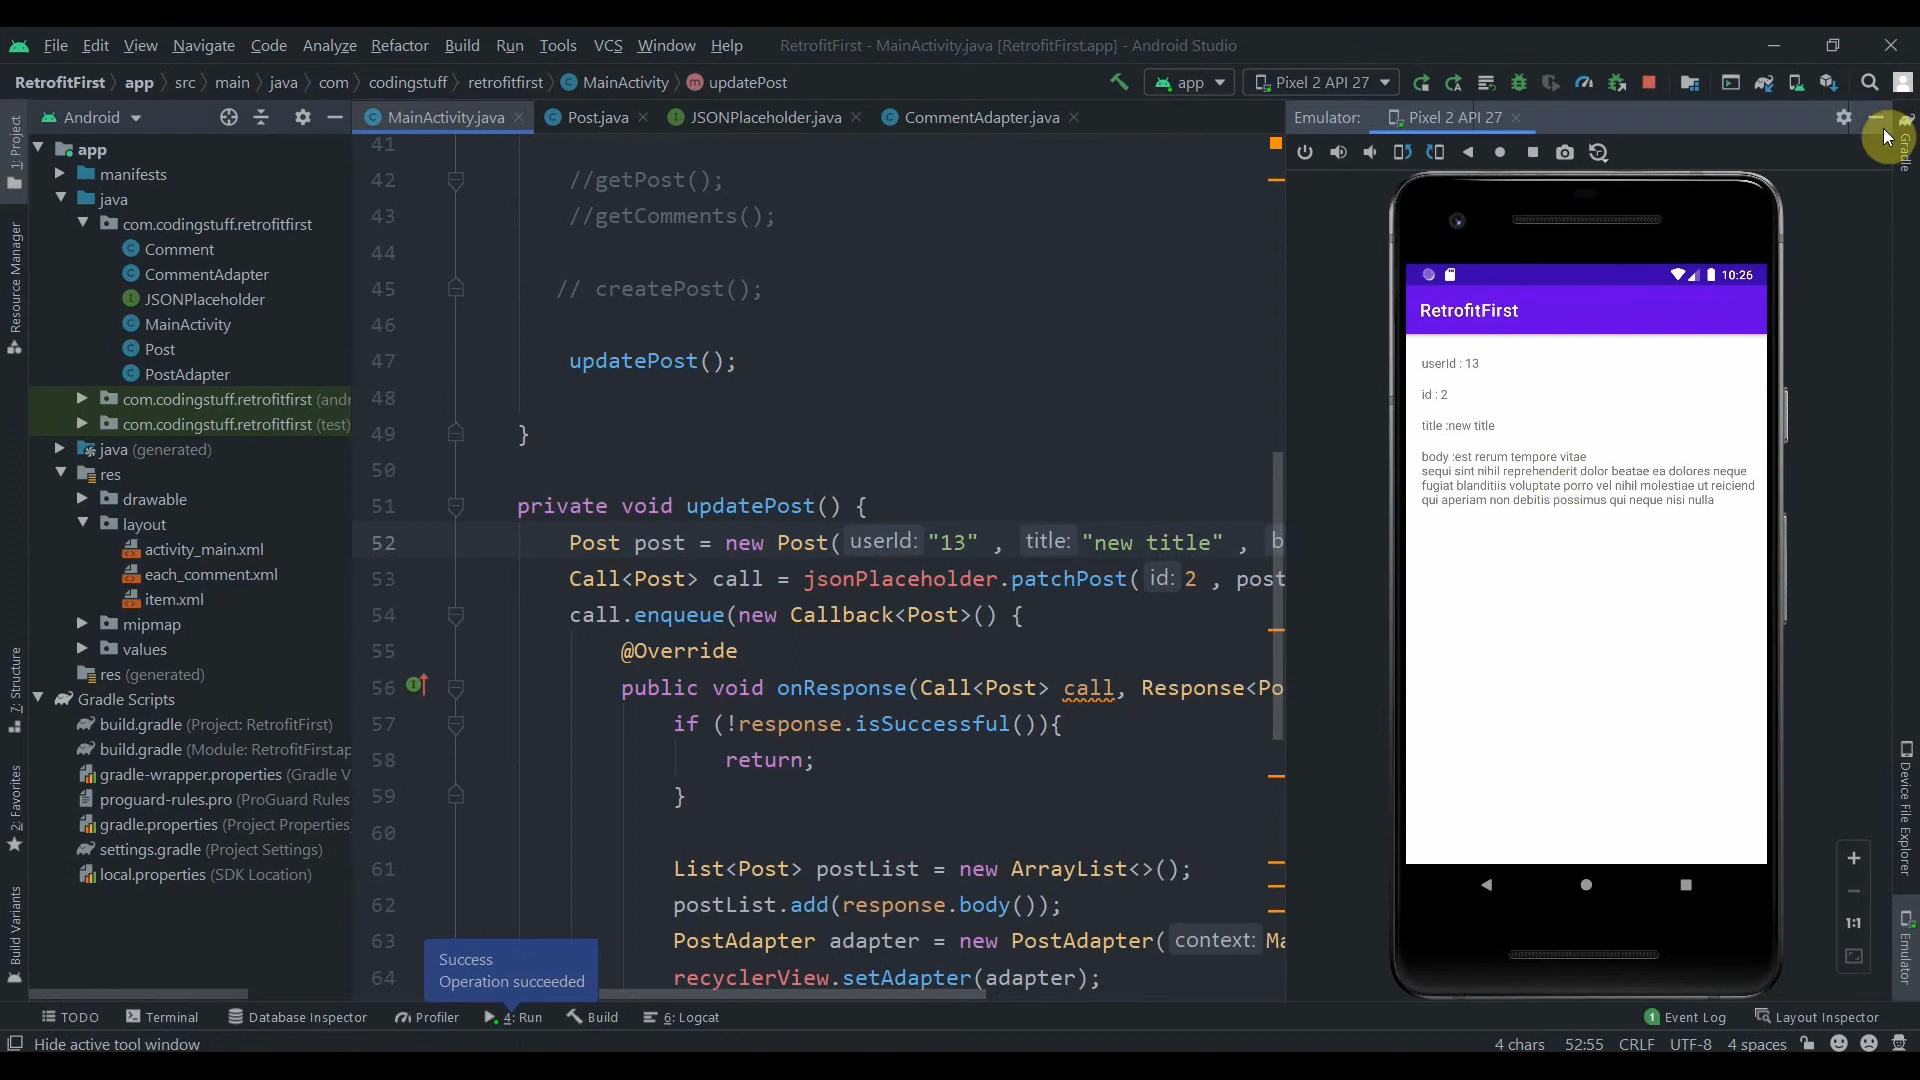 File Edit View Navigate Code Analyze Refactor Build Run Tools VCS Window Help RetrofitFirst - MainActivity.java [RetrofitFirst.app] - Android Studio
RetrofitFirst app src main java com codingstuff retrofitfirst MainActivity updatePost app Pixel 2 API 27
Android
MainActivity.java Post.java JSONPlaceholder.java CommentAdapter.java
Emulator: Pixel 2 API 27
1: Project
Resource Manager
7: Structure
2: Favorites
Build Variants
app
manifests
java
com.codingstuff.retrofitfirst
Comment
CommentAdapter
JSONPlaceholder
MainActivity
Post
PostAdapter
com.codingstuff.retrofitfirst (andr
com.codingstuff.retrofitfirst (test)
java (generated)
res
drawable
layout
activity_main.xml
each_comment.xml
item.xml
mipmap
values
res (generated)
Gradle Scripts
build.gradle (Project: RetrofitFirst)
build.gradle (Module: RetrofitFirst.ap
gradle-wrapper.properties (Gradle V
proguard-rules.pro (ProGuard Rules
gradle.properties (Project Properties)
settings.gradle (Project Settings)
local.properties (SDK Location)
41
42 //getPost();
43 //getComments();
44
45 // createPost();
46
47 updatePost();
48
49 }
50
51 private void updatePost() {
52 Post post = new Post( userId: "13" , title: "new title" , b
53 Call<Post> call = jsonPlaceholder.patchPost( id: 2 , post
54 call.enqueue(new Callback<Post>() {
55 @Override
56 public void onResponse(Call<Post> call, Response<Po
57 if (!response.isSuccessful()){
58 return;
59 }
60
61 List<Post> postList = new ArrayList<>();
62 postList.add(response.body());
63 PostAdapter adapter = new PostAdapter( context: Ma
64 recyclerView.setAdapter(adapter);
Success
Operation succeeded
10:26
RetrofitFirst
userId : 13
id : 2
title :new title
body :est rerum tempore vitae
sequi sint nihil reprehenderit dolor beatae ea dolores neque
fugiat blanditiis voluptate porro vel nihil molestiae ut reiciend
qui aperiam non debitis possimus qui neque nisi nulla
1:1
Gradle
Device File Explorer
Emulator
TODO Terminal Database Inspector Profiler 4: Run Build 6: Logcat 1 Event Log Layout Inspector
Hide active tool window 4 chars 52:55 CRLF UTF-8 4 spaces